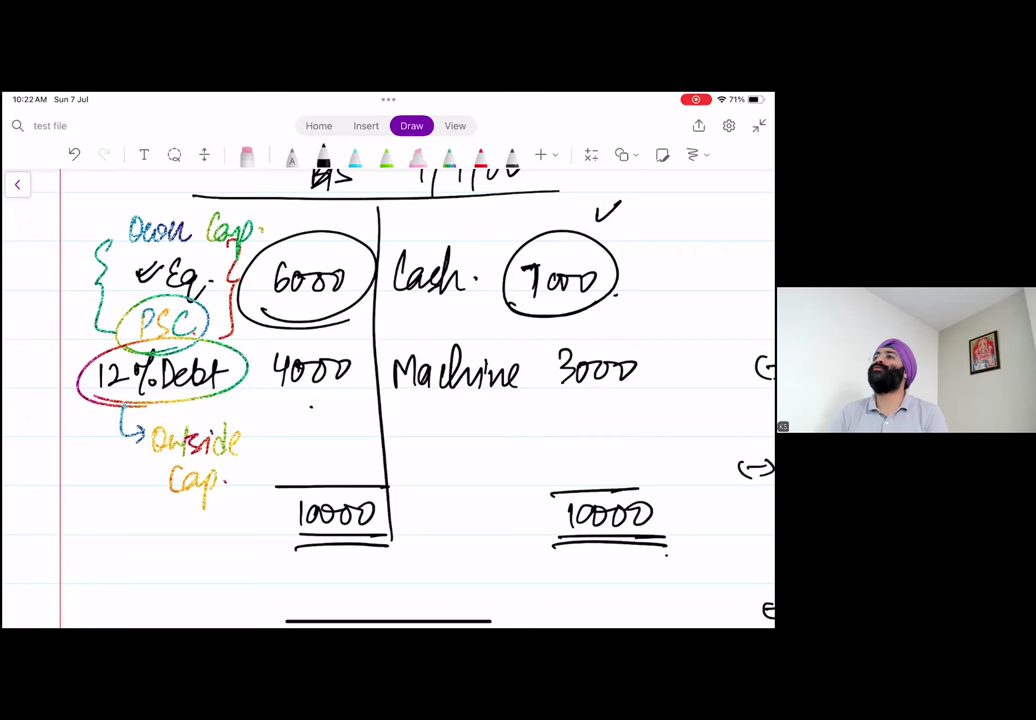 10:22 AM Sun 7 Jul
71%
test file
Home Insert Draw View
B/S
Own Cap.
Eq. 6000 Cash. 7000
PSC.
12% Debt 4000 Machine 3000
Outside
Cap.
(-)
10000 10000
KS